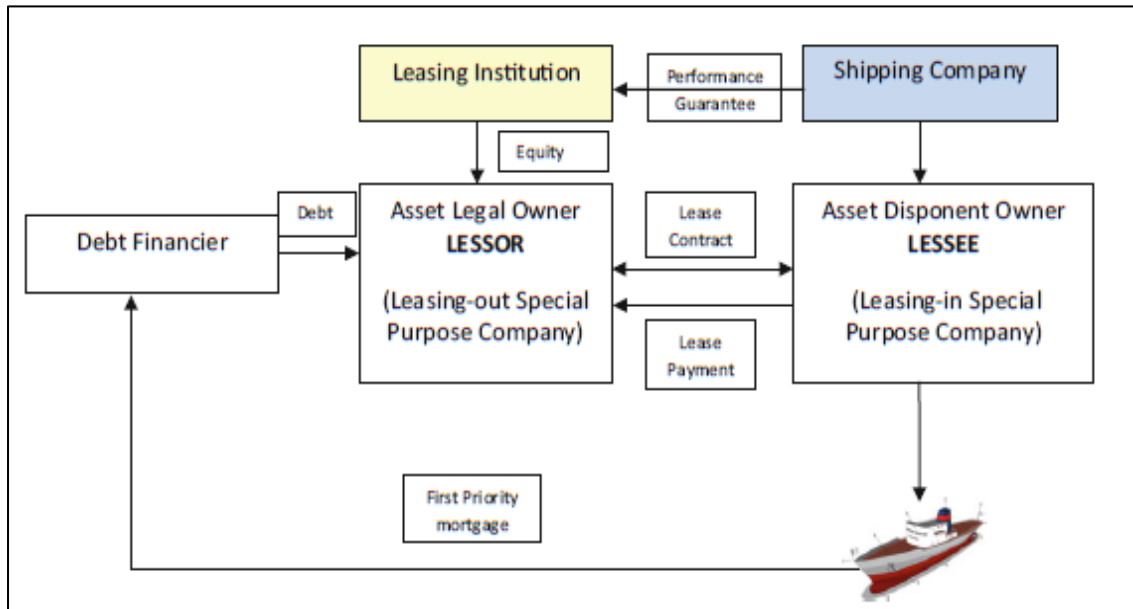 Leasing Institution
Performance
Guarantee
Shipping Company
Equity
Debt Financier
Debt
Asset Legal Owner
LESSOR
(Leasing-out Special
Purpose Company)
Lease
Contract
Lease
Payment
Asset Disponent Owner
LESSEE
(Leasing-in Special
Purpose Company)
First Priority
mortgage